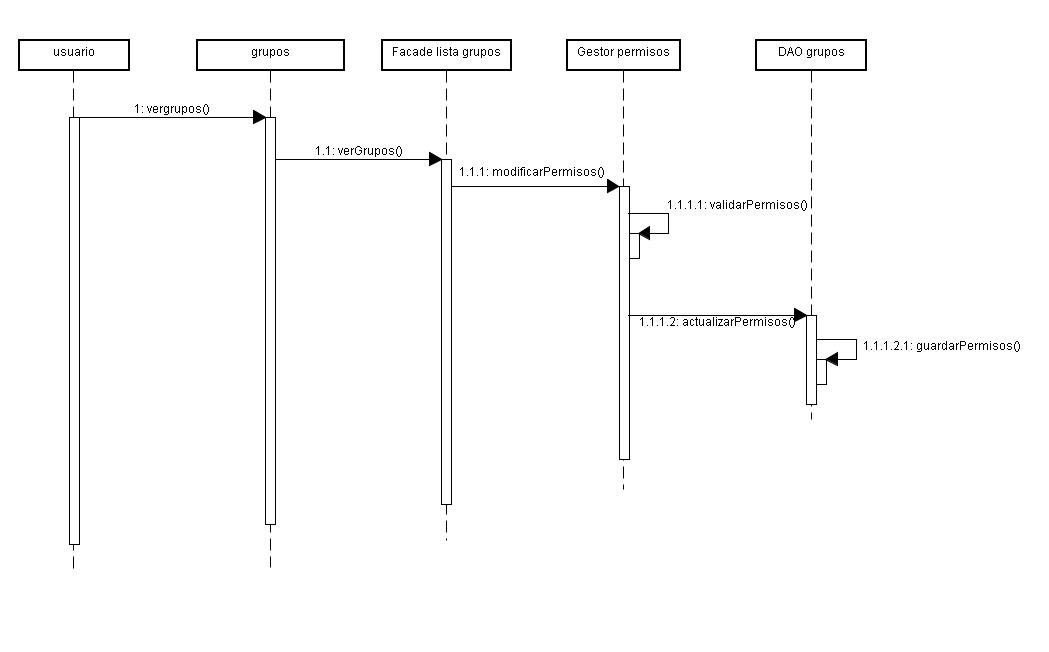 usuario
grupos
Facade lista grupos
Gestor permisos
DAO grupos
1: vergrupos()
1.1: verGrupos()
1.1.1: modificarPermisos()
1.1.1.1: validarPermisos()
1.1.1.2: actualizarPermisos()
1.1.1.2.1: guardarPermisos()